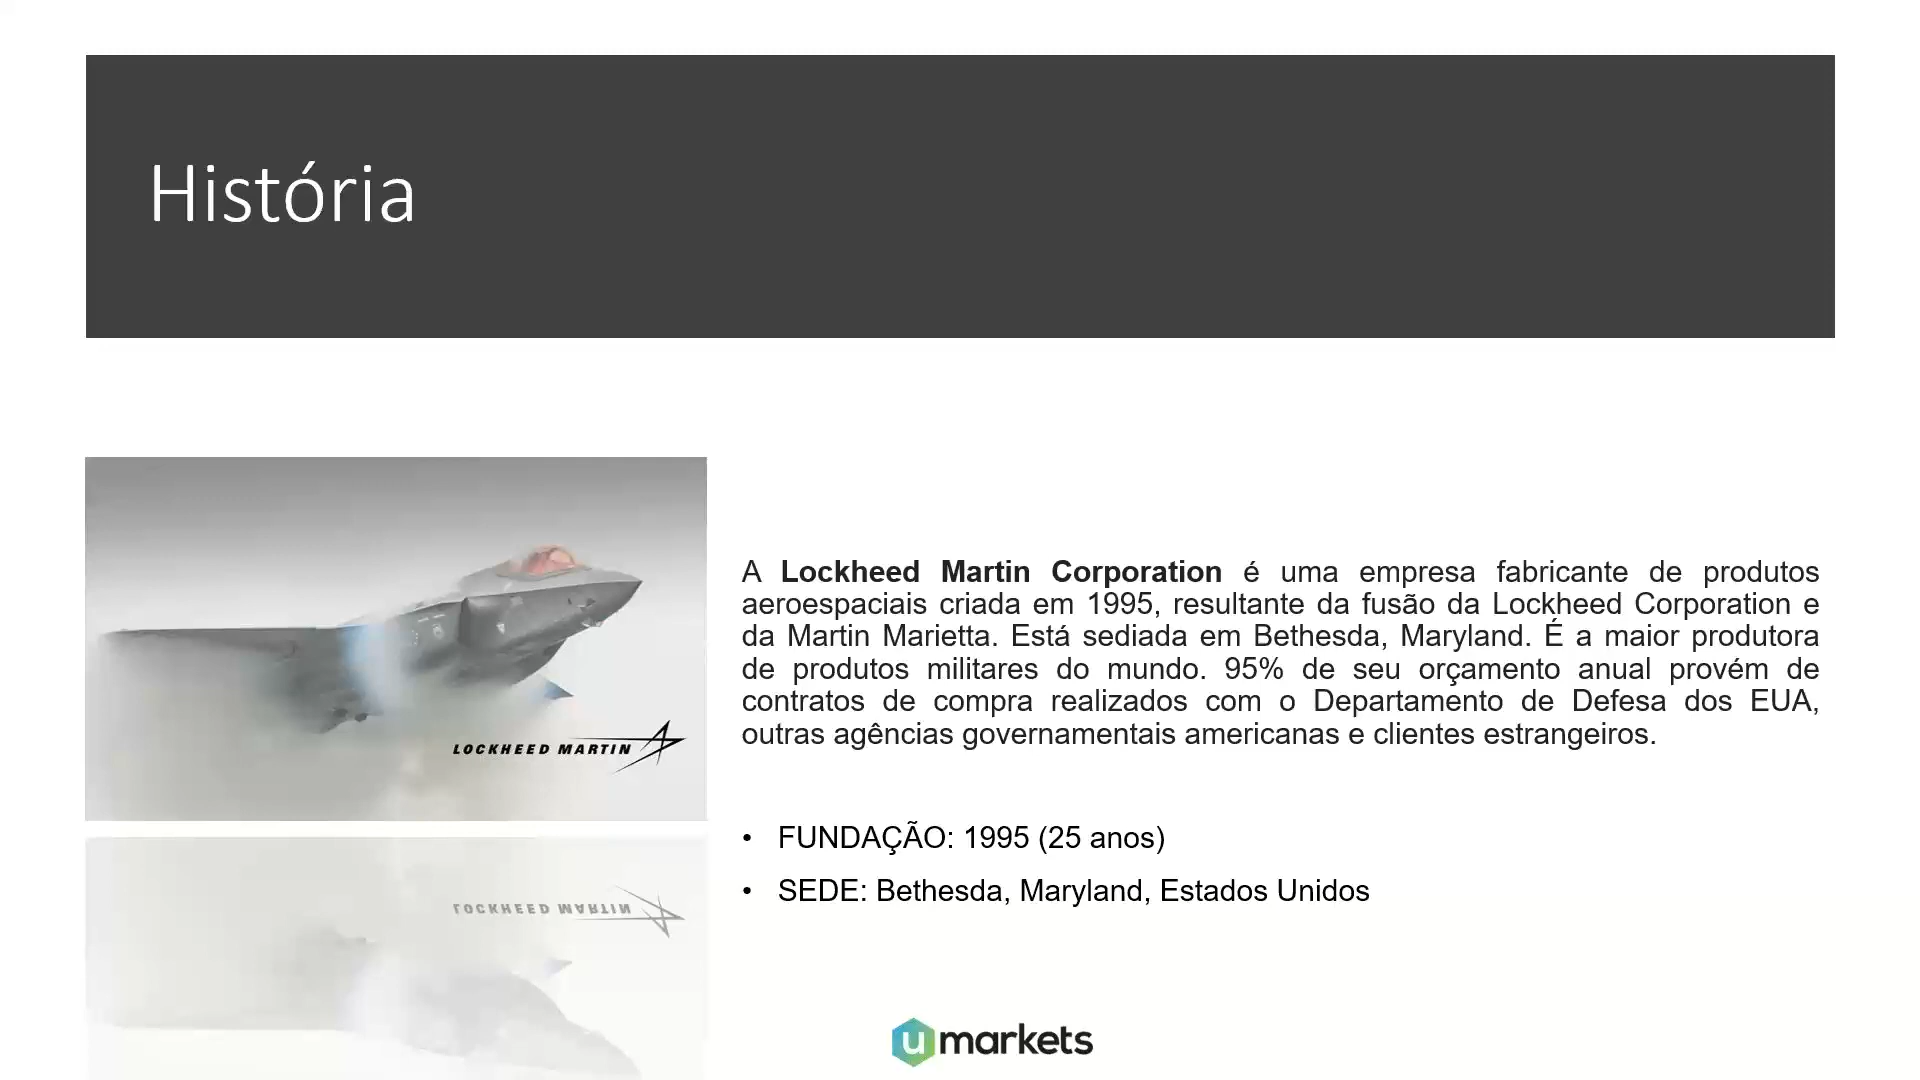 História
A Lockheed Martin Corporation é uma empresa fabricante de produtos
aeroespaciais criada em 1995, resultante da fusão da Lockheed Corporation e
da Martin Marietta. Está sediada em Bethesda, Maryland. É a maior produtora
de produtos militares do mundo. 95% de seu orçamento anual provém de
contratos de compra realizados com o Departamento de Defesa dos EUA,
outras agências governamentais americanas e clientes estrangeiros.
LOCKHEED MARTIN
• FUNDAÇÃO: 1995 (25 anos)
• SEDE: Bethesda, Maryland, Estados Unidos
LOCKHEED MARTIN
umarkets